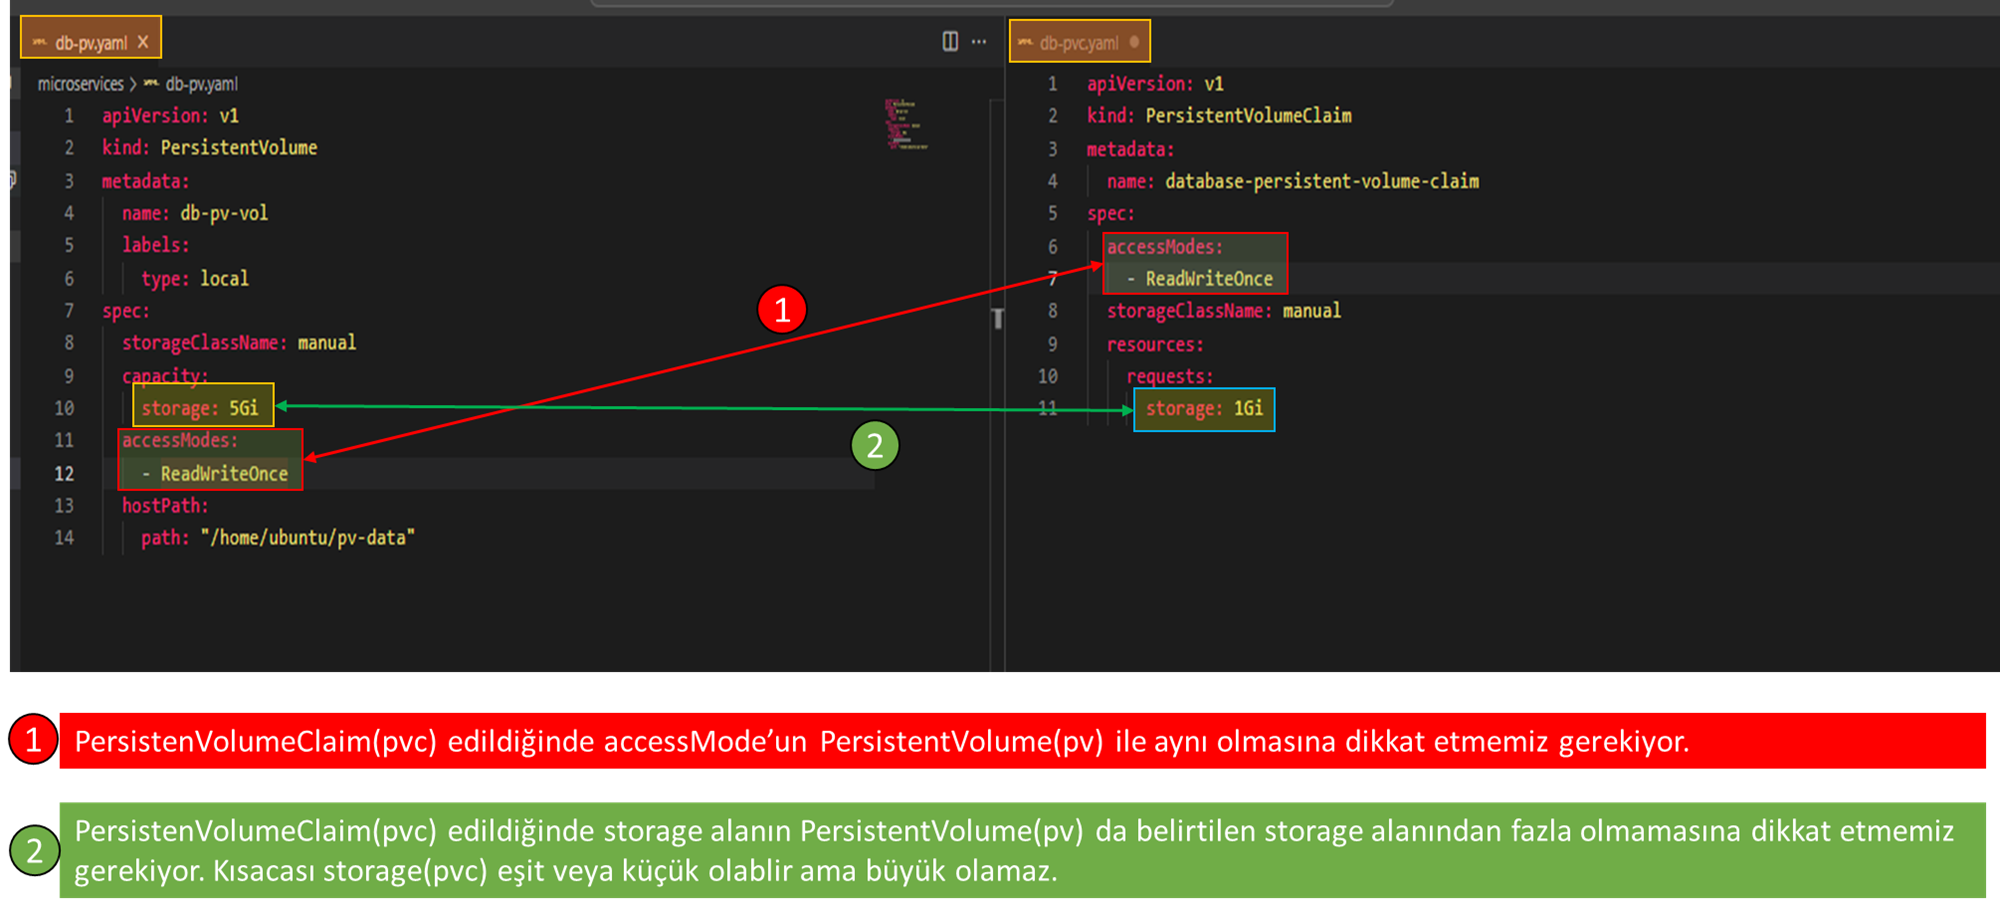 db-pv.yaml X
microservices > db-pv.yaml
1 apiVersion: v1
2 kind: PersistentVolume
3 metadata:
4 name: db-pv-vol
5 labels:
6 type: local
7 spec:
8 storageClassName: manual
9 capacity:
10 storage: 5Gi
11 accessModes:
12 - ReadWriteOnce
13 hostPath:
14 path: "/home/ubuntu/pv-data"
db-pvc.yaml
1 apiVersion: v1
2 kind: PersistentVolumeClaim
3 metadata:
4 name: database-persistent-volume-claim
5 spec:
6 accessModes:
7 - ReadWriteOnce
8 storageClassName: manual
9 resources:
10 requests:
11 storage: 1Gi
1
2
1 PersistenVolumeClaim(pvc) edildiğinde accessMode’un PersistentVolume(pv) ile aynı olmasına dikkat etmemiz gerekiyor.
2 PersistenVolumeClaim(pvc) edildiğinde storage alanın PersistentVolume(pv) da belirtilen storage alanından fazla olmamasına dikkat etmemiz
gerekiyor. Kısacası storage(pvc) eşit veya küçük olablir ama büyük olamaz.